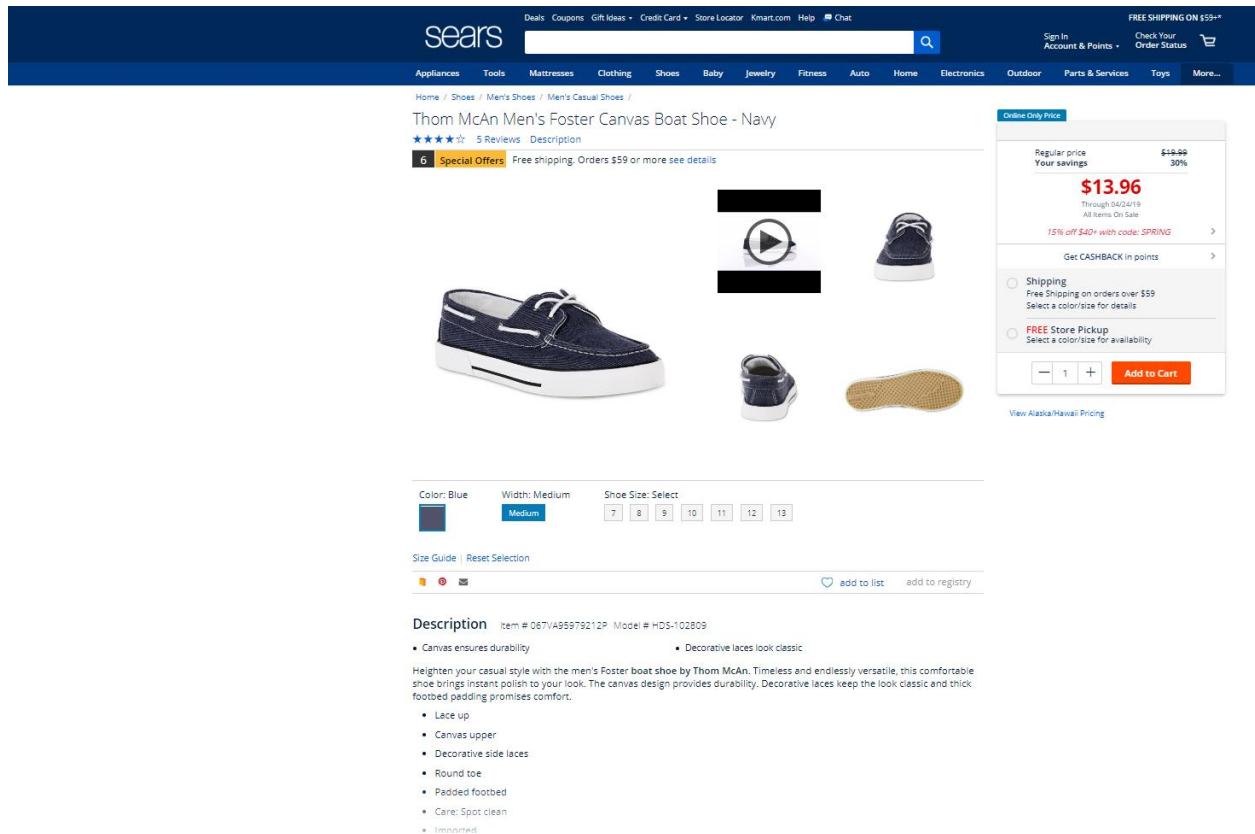 Deals Coupons Gift Ideas Credit Card Store Locator Kmart.com Help Chat
FREE SHIPPING ON $59+*
sears
Sign In
Account & Points
Check Your
Order Status
Appliances Tools Mattresses Clothing Shoes Baby Jewelry Fitness Auto Home Electronics Outdoor Parts & Services Toys More...
Home / Shoes / Men's Shoes / Men's Casual Shoes /
Thom McAn Men's Foster Canvas Boat Shoe - Navy
5 Reviews Description
6 Special Offers Free shipping. Orders $59 or more see details
Online Only Price
Regular price $19.99
Your savings 30%
$13.96
Through 04/24/19
All Items On Sale
15% off $40+ with code: SPRING
Get CASHBACK in points
Shipping
Free Shipping on orders over $59
Select a color/size for details
FREE Store Pickup
Select a color/size for availability
1
Add to Cart
View Alaska/Hawaii Pricing
Color: Blue Width: Medium Shoe Size: Select
Medium 7 8 9 10 11 12 13
Size Guide | Reset Selection
add to list add to registry
Description Item # 067VA95979212P Model # HDS-102809
• Canvas ensures durability • Decorative laces look classic
Heighten your casual style with the men's Foster boat shoe by Thom McAn. Timeless and endlessly versatile, this comfortable
shoe brings instant polish to your look. The canvas design provides durability. Decorative laces keep the look classic and thick
footbed padding promises comfort.
• Lace up
• Canvas upper
• Decorative side laces
• Round toe
• Padded footbed
• Care: Spot clean
• Imported